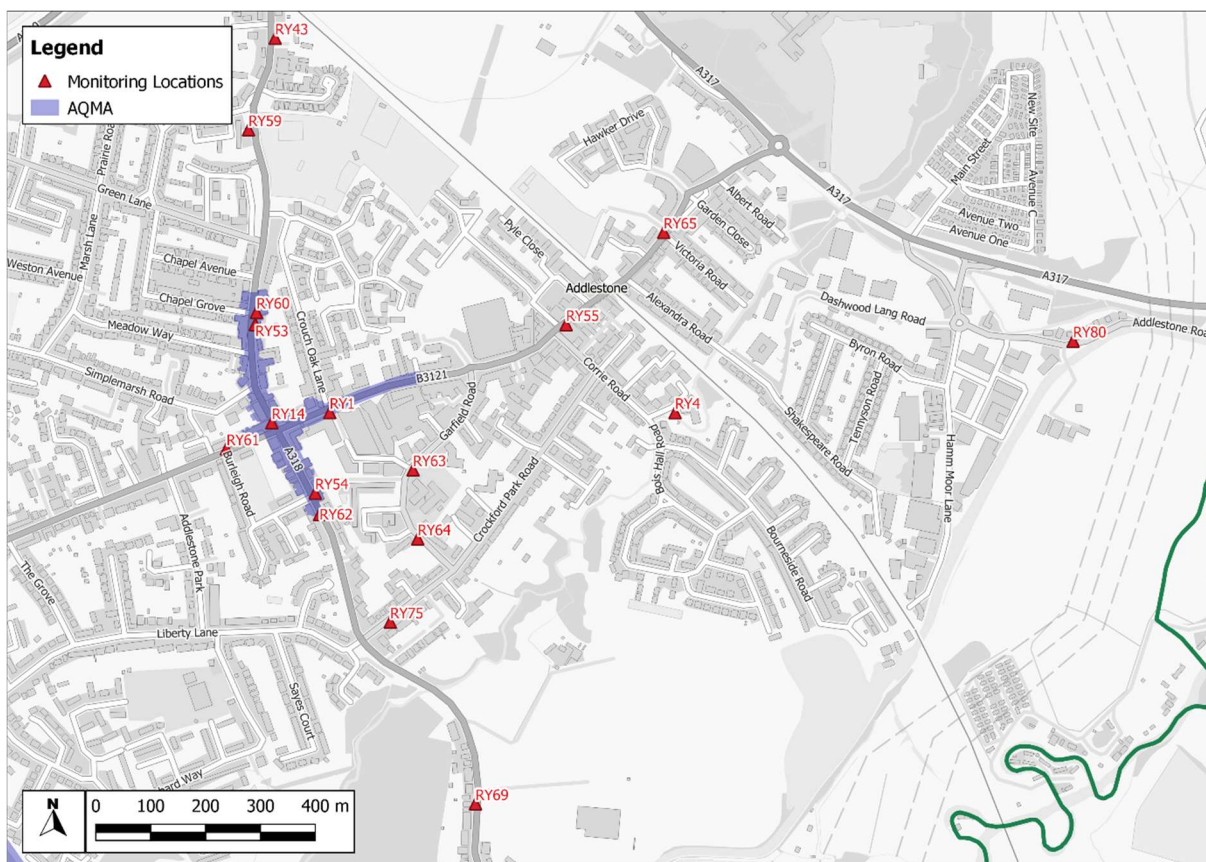 Legend
Monitoring Locations
AQMA
RY43
RY59
A317
Hawker Drive
New Site
Main Street
Prairie Roa
Green Lane
Marsh Lane
Weston Avenue
Chapel Avenue
Chapel Grove
Meadow Way
Simplemarsh Road
RY60
RY53
Crouch Oak Lane
Pyle Close
Addlestone
RY65
Albert Road
Garden Close
Victoria Road
Alexandra Road
A317
Avenue C
Avenue Two
Avenue One
A317
Dashwood Lang Road
RY80
Addlestone Roa
RY55
Byron Road
Tennyson Road
B3121
Corrie Road
RY14
RY1
RY4
Garfield Road
Shakespeare Road
RY61
Burleigh Road
A318
RY63
Bois Hall Road
Hamm Moor Lane
RY54
RY62
RY64
Crockford Park Road
Bourneside Road
Addlestone Park
The Grove
Liberty Lane
RY75
Sayes Court
hard Way
RY69
N
0 100 200 300 400 m